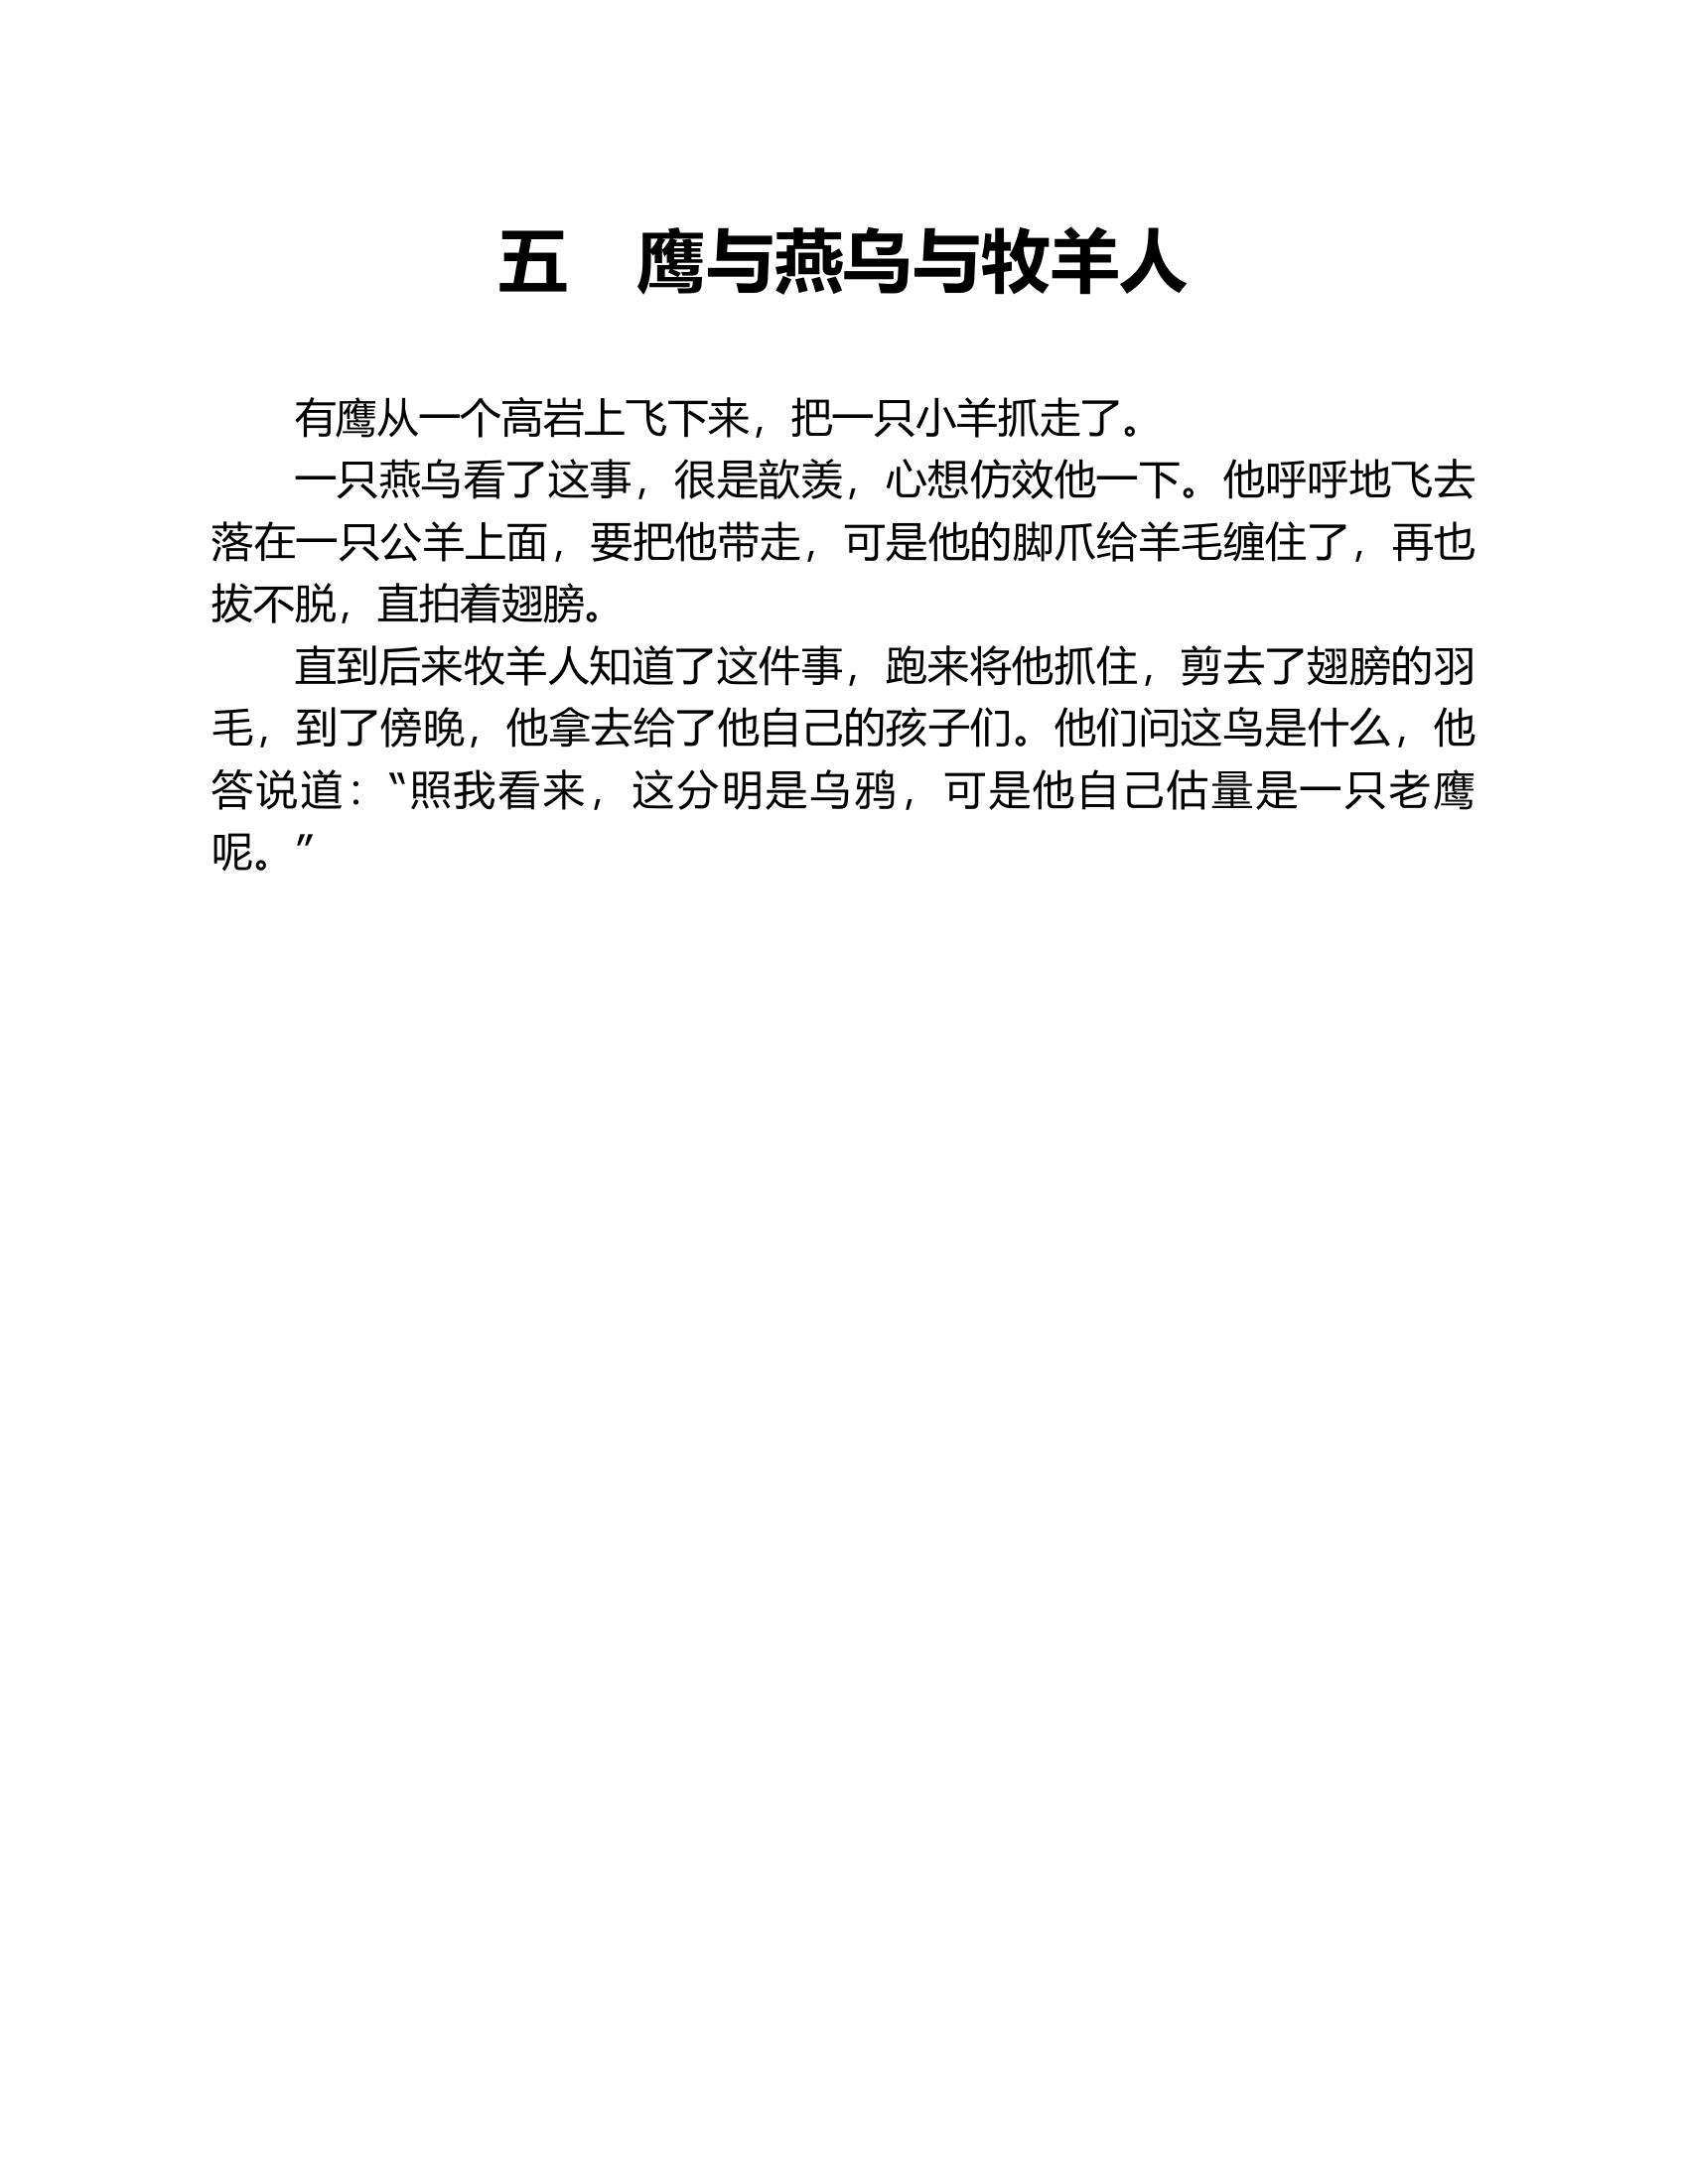 五　鹰与燕乌与牧羊人
有鹰从一个高岩上飞下来，把一只小羊抓走了。
一只燕乌看了这事，很是歆羡，心想仿效他一下。他呼呼地飞去
落在一只公羊上面，要把他带走，可是他的脚爪给羊毛缠住了，再也
拔不脱，直拍着翅膀。
直到后来牧羊人知道了这件事，跑来将他抓住，剪去了翅膀的羽
毛，到了傍晚，他拿去给了他自己的孩子们。他们问这鸟是什么，他
答说道：“照我看来，这分明是乌鸦，可是他自己估量是一只老鹰
呢。”